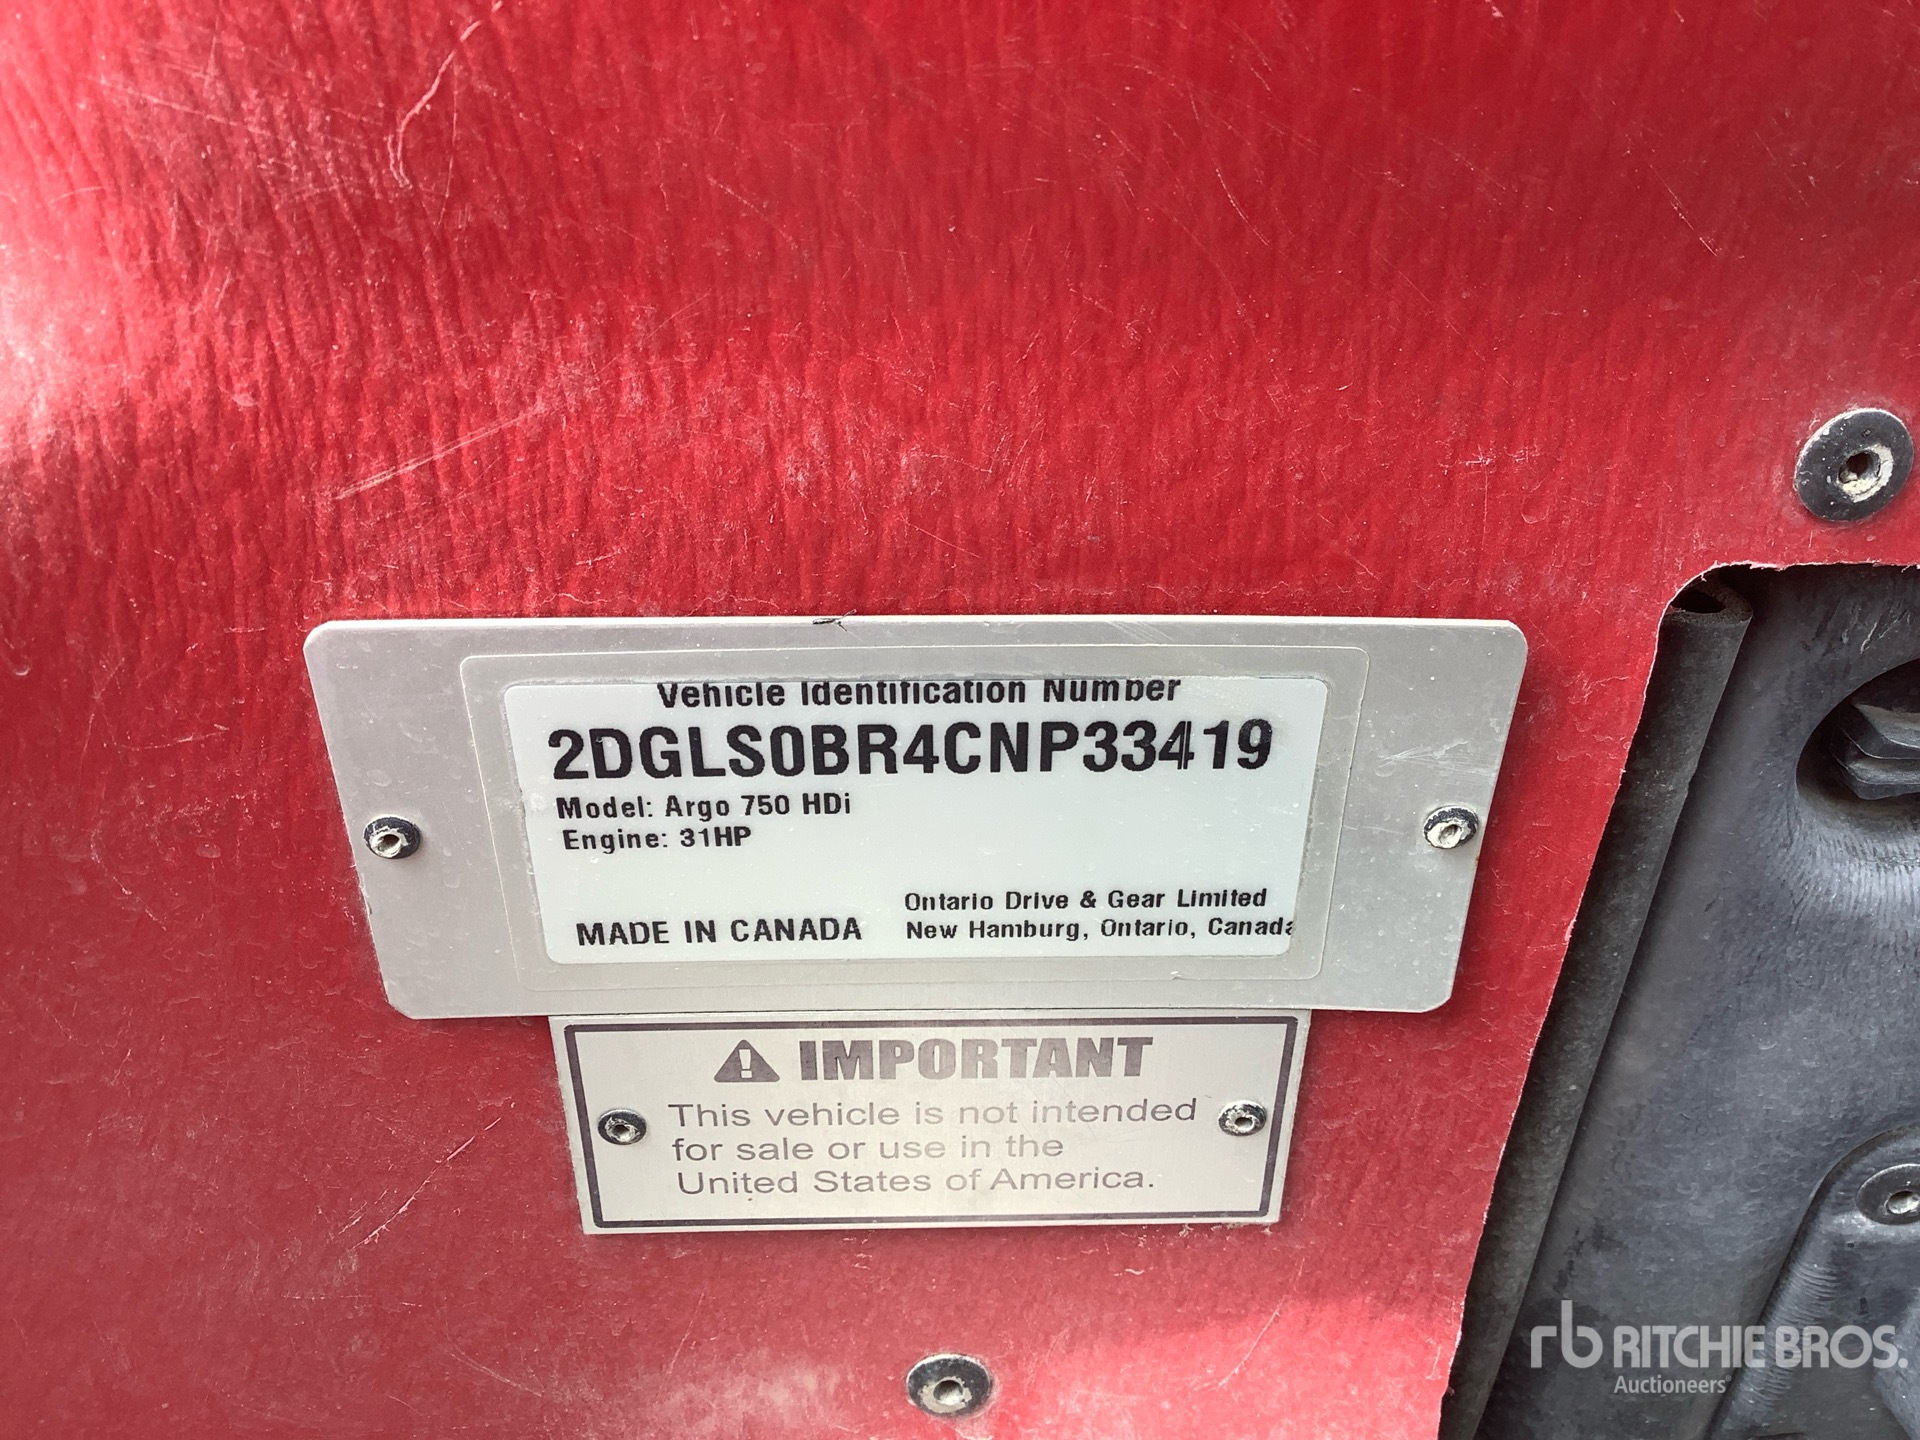 Vehicle Identification Number
2DGLS0BR4CNP33419
Model: Argo 750 HDi
Engine: 31HP
MADE IN CANADA
Ontario Drive & Gear Limited
New Hamburg, Ontario, Canada
IMPORTANT
This vehicle is not intended
for sale or use in the
United States of America.
rb RITCHIE BROS.
Auctioneers